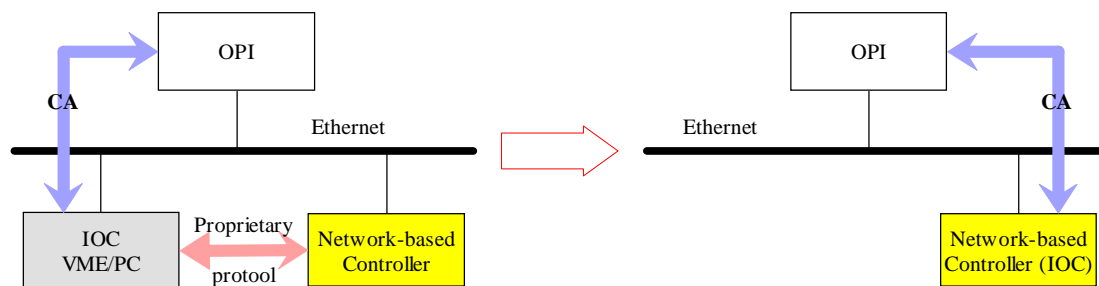 OPI
CA
Ethernet
IOC
VME/PC
Proprietary
protool
Network-based
Controller
OPI
CA
Ethernet
Network-based
Controller (IOC)